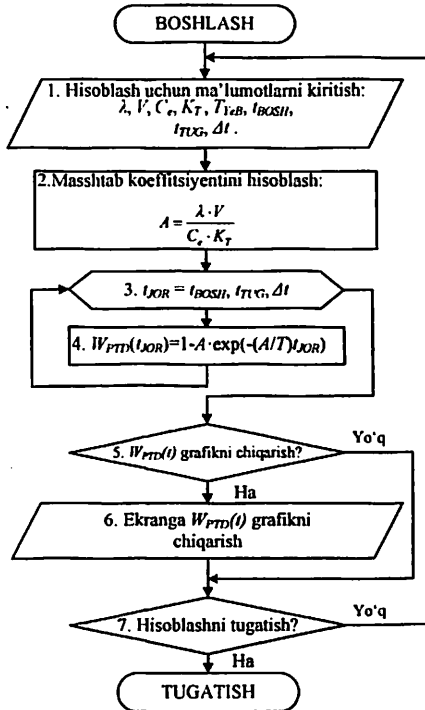 BOSHLASH
1. Hisoblash uchun ma'lumotlarni kiritish:
λ, V, Cₑ, K_T, T_YeB, t_BOSH,
t_TUG, Δt .
2.Masshtab koeffitsiyentini hisoblash:
A = (λ · V) / (Cₑ · K_T)
3. t_JOR = t_BOSH, t_TUG, Δt
4. W_PTD(t_JOR)=1-A·exp(-(A/T)t_JOR)
5. W_PTD(t) grafikni chiqarish?
Yo'q
Ha
6. Ekranga W_PTD(t) grafikni
chiqarish
7. Hisoblashni tugatish?
Yo'q
Ha
TUGATISH